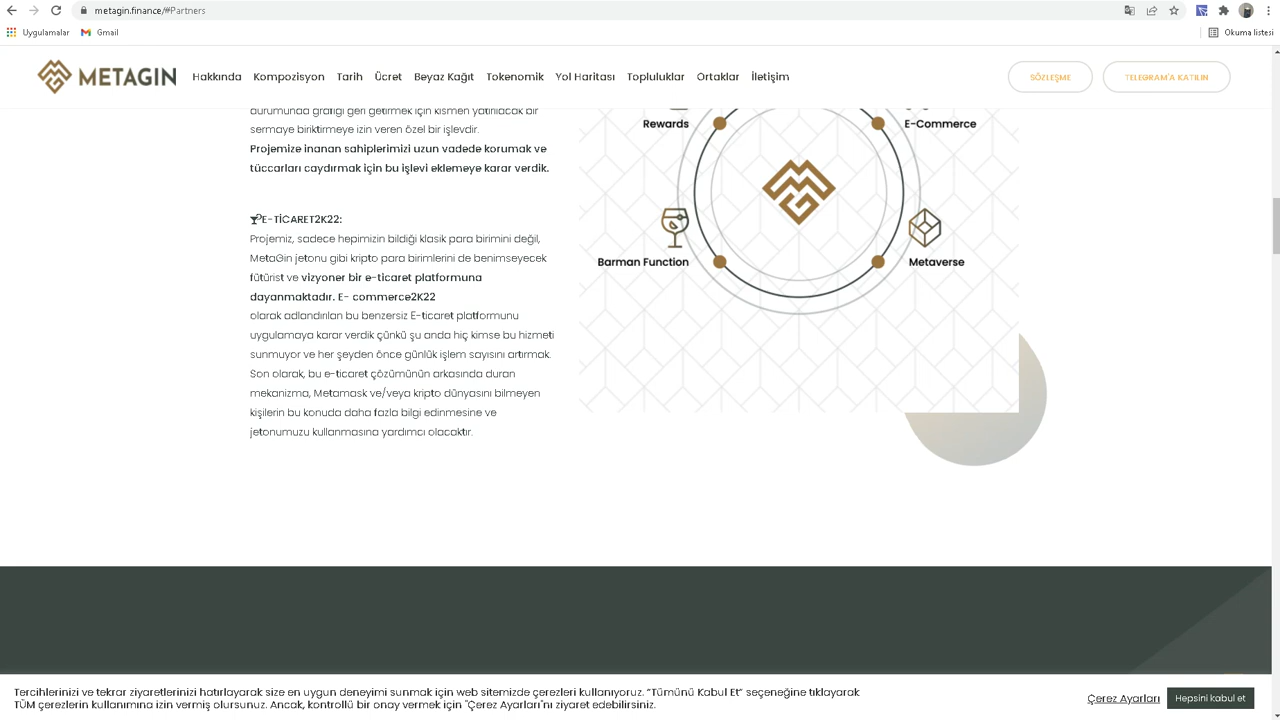 metagin.finance/#Partners
Uygulamalar
Gmail
Okuma listesi
METAGIN
Hakkında
Kompozisyon
Tarih
Ücret
Beyaz Kağıt
Tokenomik
Yol Haritası
Topluluklar
Ortaklar
İletişim
SÖZLEŞME
TELEGRAM'A KATILIN
durumunda grafiği geri getirmek için kısmen yatırılacak bir
sermaye biriktirmeye izin veren özel bir işlevdir.
Projemize inanan sahiplerimizi uzun vadede korumak ve
tüccarları caydırmak için bu işlevi eklemeye karar verdik.
E-TİCARET2K22:
Projemiz, sadece hepimizin bildiği klasik para birimini değil,
MetaGin jetonu gibi kripto para birimlerini de benimseyecek
fütürist ve vizyoner bir e-ticaret platformuna
dayanmaktadır. E- commerce2K22
olarak adlandırılan bu benzersiz E-ticaret platformunu
uygulamaya karar verdik çünkü şu anda hiç kimse bu hizmeti
sunmuyor ve her şeyden önce günlük işlem sayısını artırmak.
Son olarak, bu e-ticaret çözümünün arkasında duran
mekanizma, Metamask ve/veya kripto dünyasını bilmeyen
kişilerin bu konuda daha fazla bilgi edinmesine ve
jetonumuzu kullanmasına yardımcı olacaktır.
Rewards
E-Commerce
Barman Function
Metaverse
Tercihlerinizi ve tekrar ziyaretlerinizi hatırlayarak size en uygun deneyimi sunmak için web sitemizde çerezleri kullanıyoruz. “Tümünü Kabul Et” seçeneğine tıklayarak
TÜM çerezlerin kullanımına izin vermiş olursunuz. Ancak, kontrollü bir onay vermek için "Çerez Ayarları"nı ziyaret edebilirsiniz.
Çerez Ayarları
Hepsini kabul et